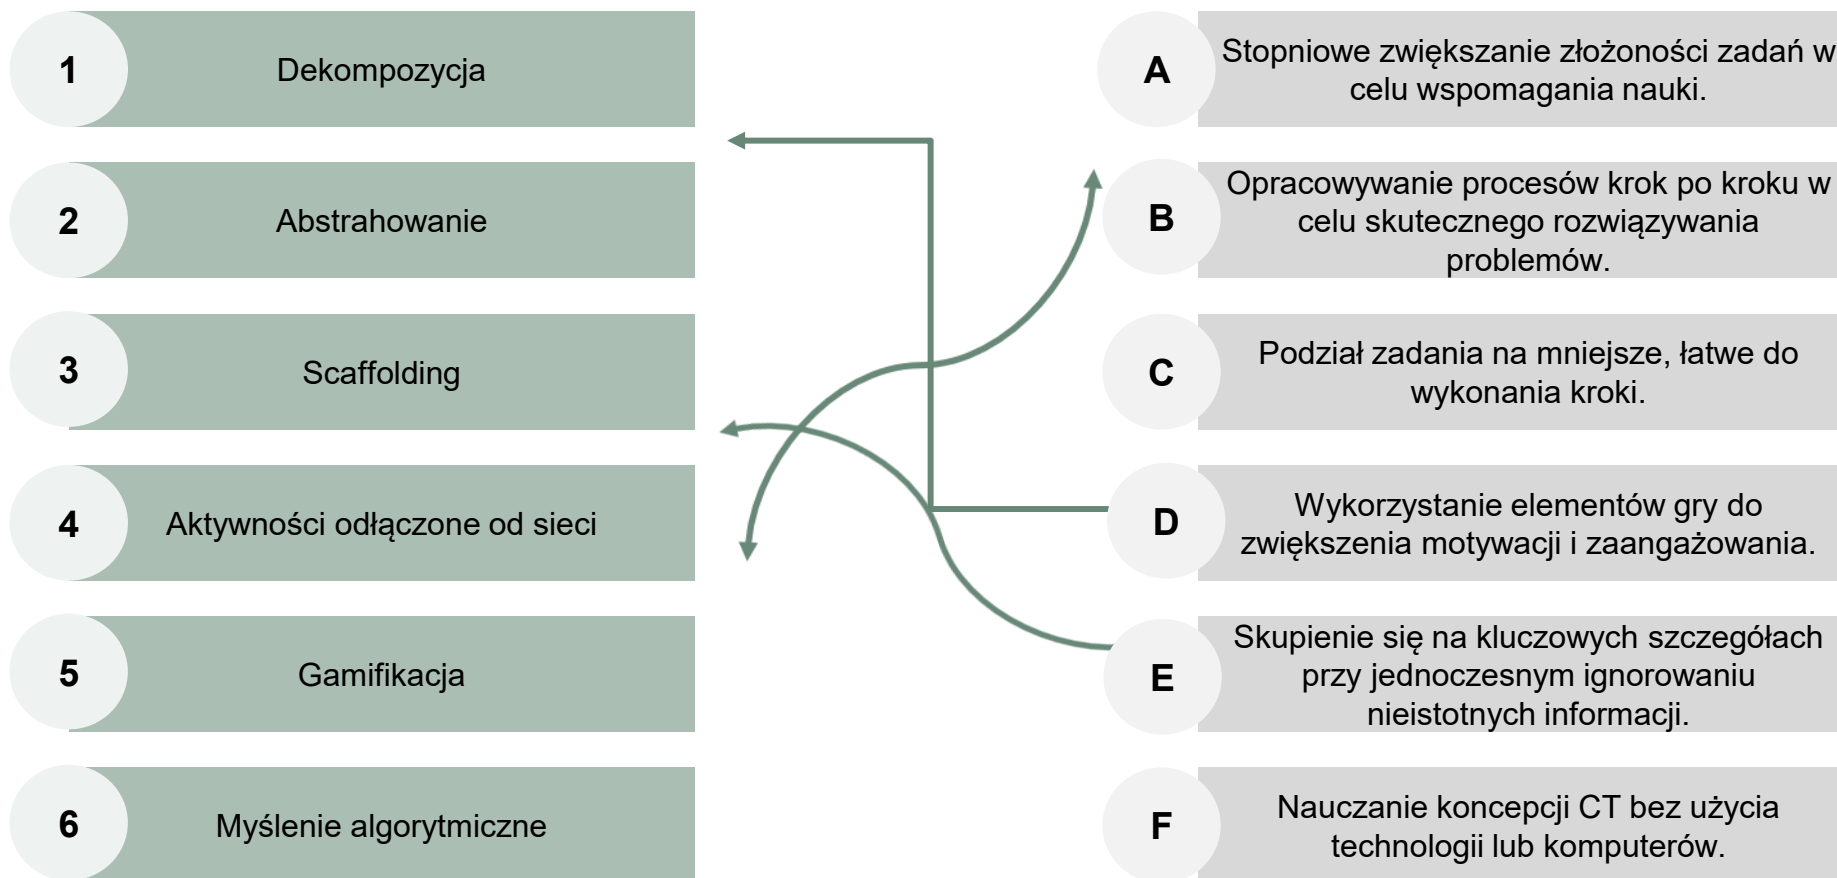 1
Dekompozycja
2
Abstrahowanie
3
Scaffolding
4
Aktywności odłączone od sieci
5
Gamifikacja
6
Myślenie algorytmiczne
A
Stopniowe zwiększanie złożoności zadań w
celu wspomagania nauki.
B
Opracowywanie procesów krok po kroku w
celu skutecznego rozwiązywania
problemów.
C
Podział zadania na mniejsze, łatwe do
wykonania kroki.
D
Wykorzystanie elementów gry do
zwiększenia motywacji i zaangażowania.
E
Skupienie się na kluczowych szczegółach
przy jednoczesnym ignorowaniu
nieistotnych informacji.
F
Nauczanie koncepcji CT bez użycia
technologii lub komputerów.